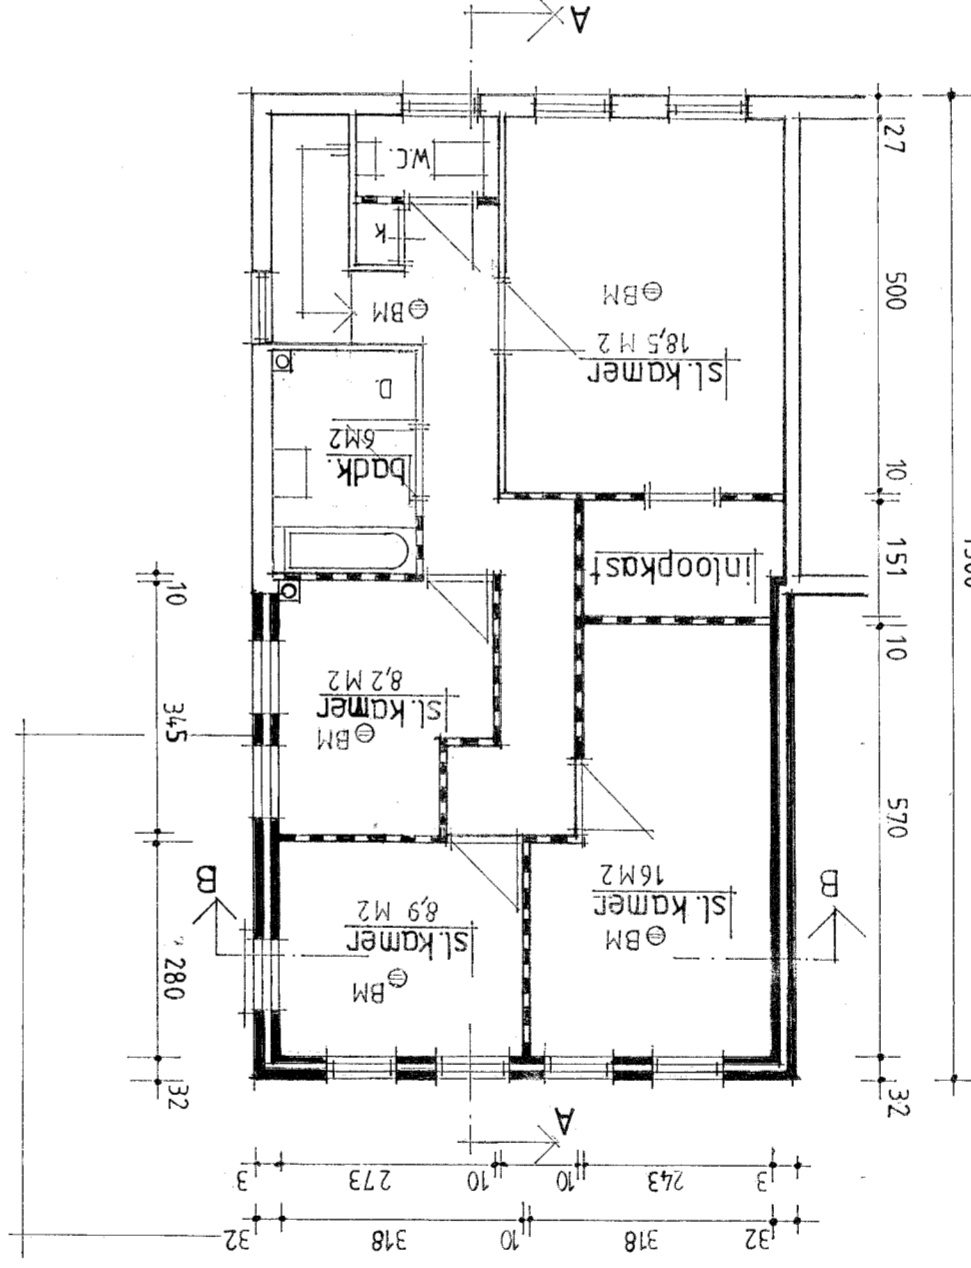 A
27
W.C.
k
500
BM
BM
sl.kamer
18,5 M2
D.
badk.
6M2
10
151
inloopkast
10
10
345
sl.kamer
8,2 M2
BM
570
B
B
sl.kamer
8,9 M2
BM
sl.kamer
16M2
BM
280
32
32
A
3
273
10
10
243
3
32
318
10
318
32